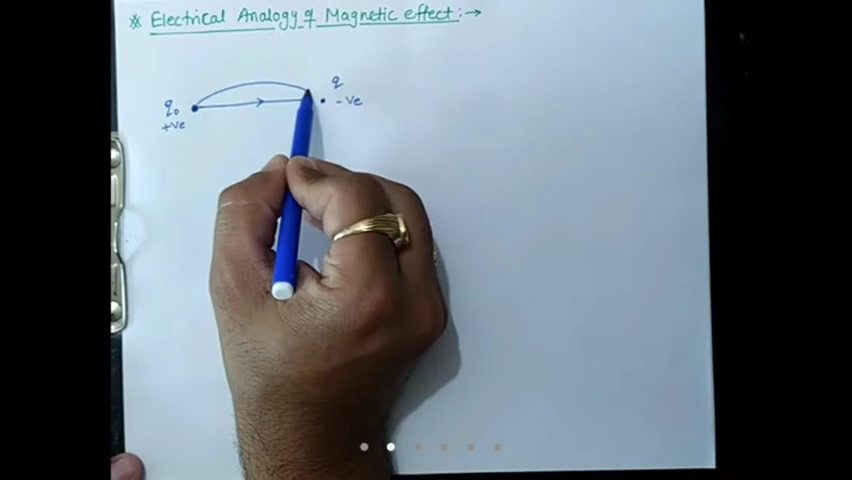 ※ Electrical Analogy of Magnetic effect :→
q
q₀ -ve
+ve